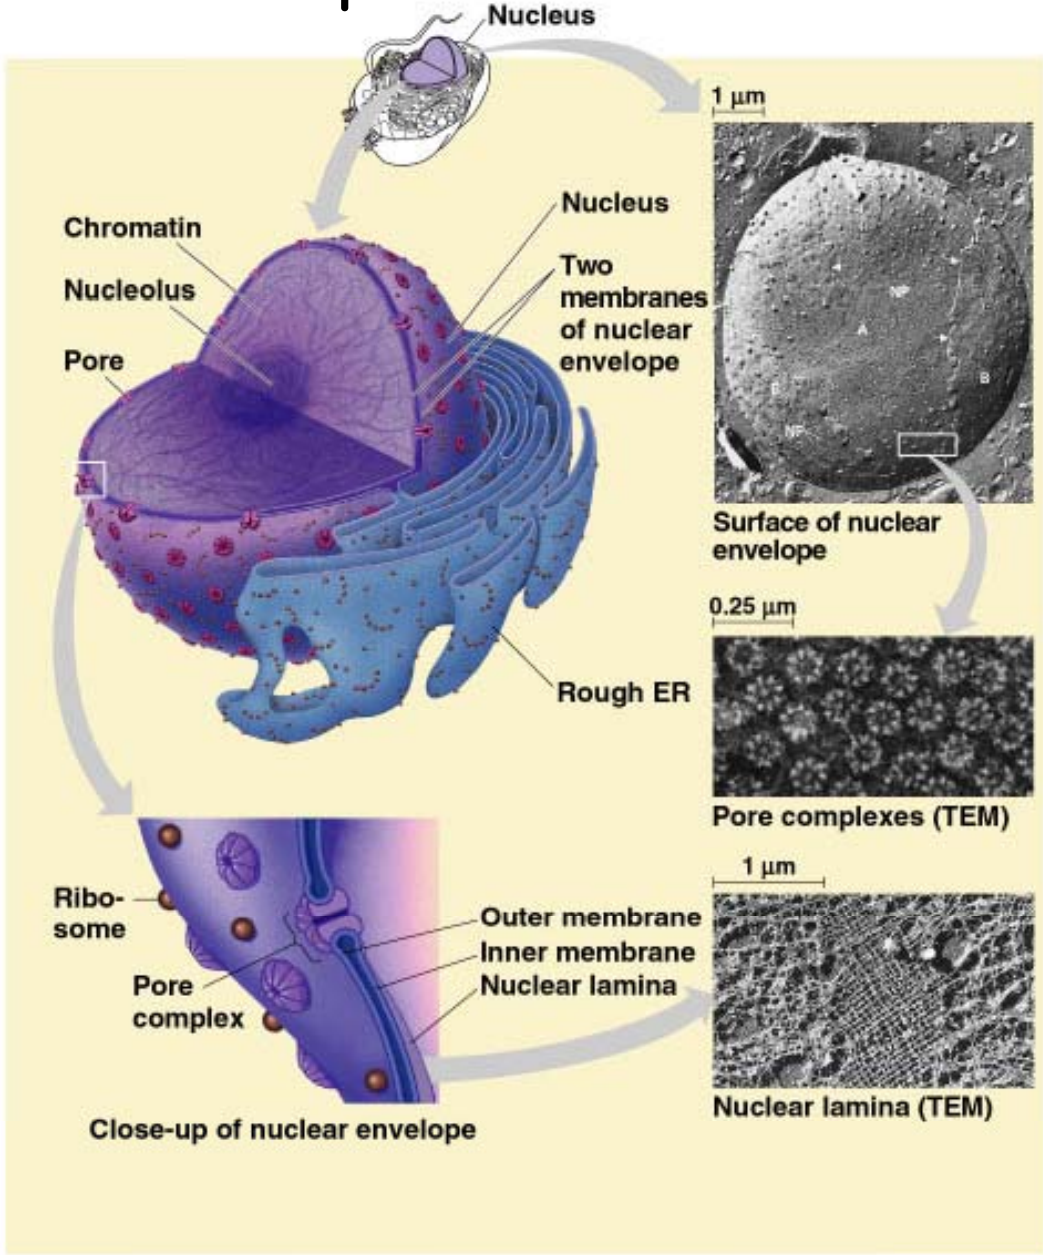 Nucleus
1 µm
Nucleus
Chromatin
Two
membranes
of nuclear
envelope
Nucleolus
Pore
NP
A
B
NP
Surface of nuclear
envelope
0.25 µm
Rough ER
Pore complexes (TEM)
1 µm
Ribo-
some
Outer membrane
Inner membrane
Nuclear lamina
Pore
complex
Nuclear lamina (TEM)
Close-up of nuclear envelope